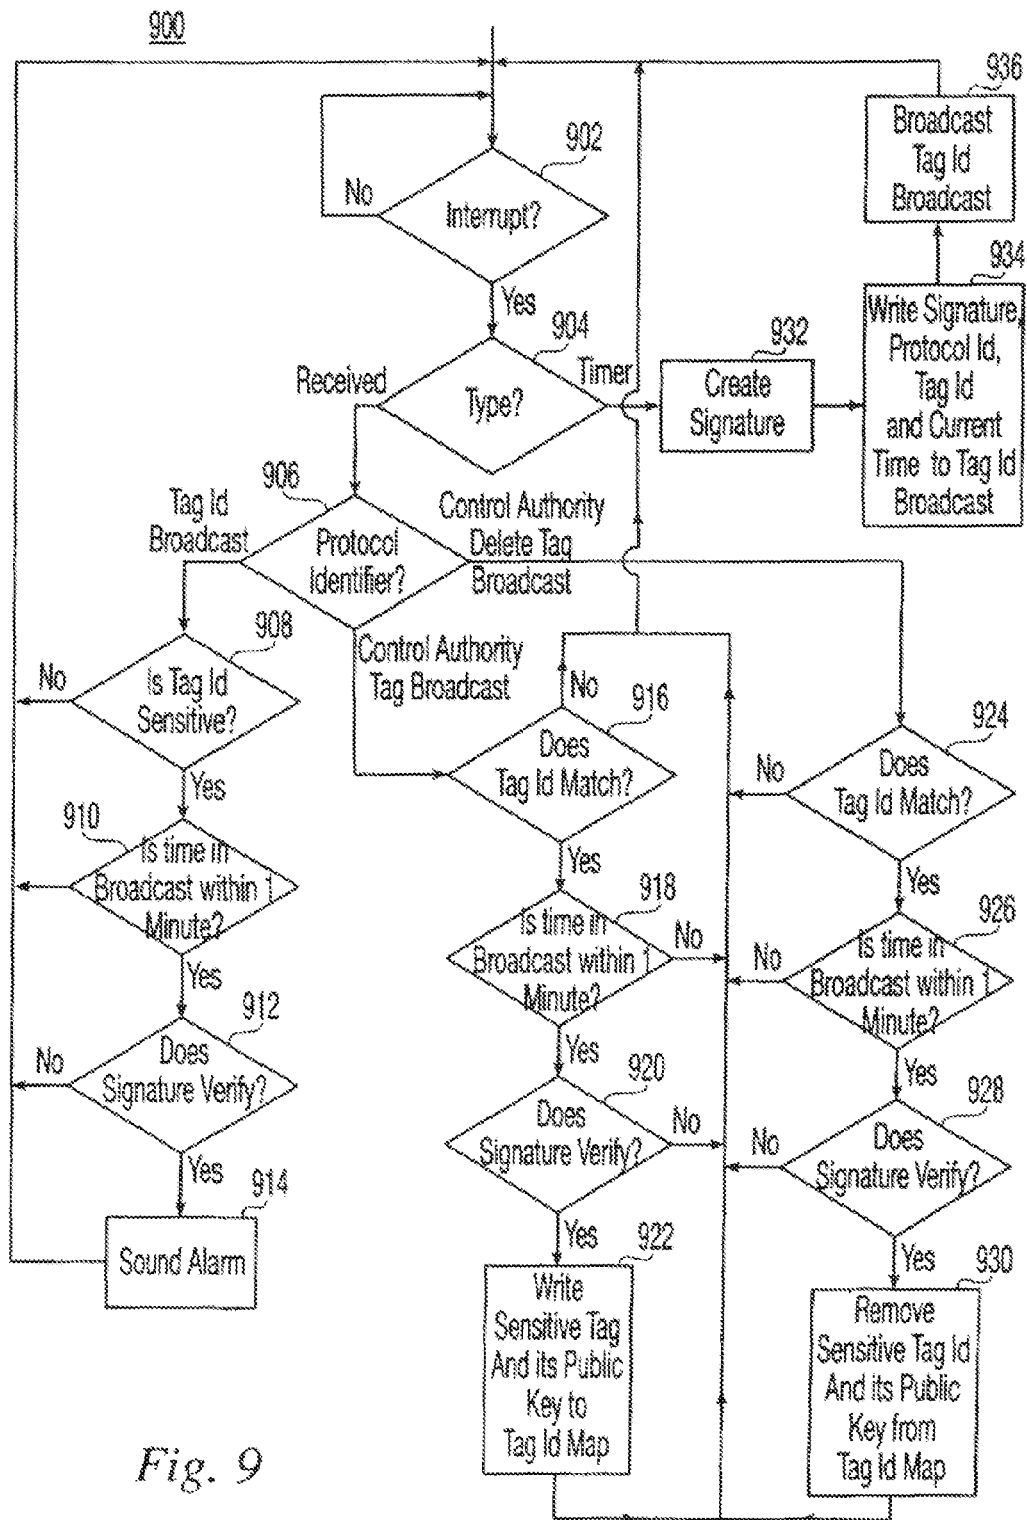 900
902
No
Interrupt?
Yes
904
Received
Type?
Timer
932
Create
Signature
936
Broadcast
Tag Id
Broadcast
934
Write Signature,
Protocol Id,
Tag Id
and Current
Time to Tag Id
Broadcast
906
Tag Id
Broadcast
Protocol
Identifier?
Control Authority
Delete Tag
Broadcast
Control Authority
Tag Broadcast
908
No
Is Tag Id
Sensitive?
Yes
910
Is time in
Broadcast within 1
Minute?
Yes
912
No
Does
Signature Verify?
Yes
914
Sound Alarm
No
916
Does
Tag Id Match?
Yes
918
Is time in
Broadcast within 1
Minute?
No
Yes
920
Does
Signature Verify?
No
Yes
922
Write
Sensitive Tag
And its Public
Key to
Tag Id Map
924
No
Does
Tag Id Match?
Yes
926
No
Is time in
Broadcast within 1
Minute?
Yes
928
No
Does
Signature Verify?
Yes
930
Remove
Sensitive Tag Id
And its Public
Key from
Tag Id Map
Fig. 9